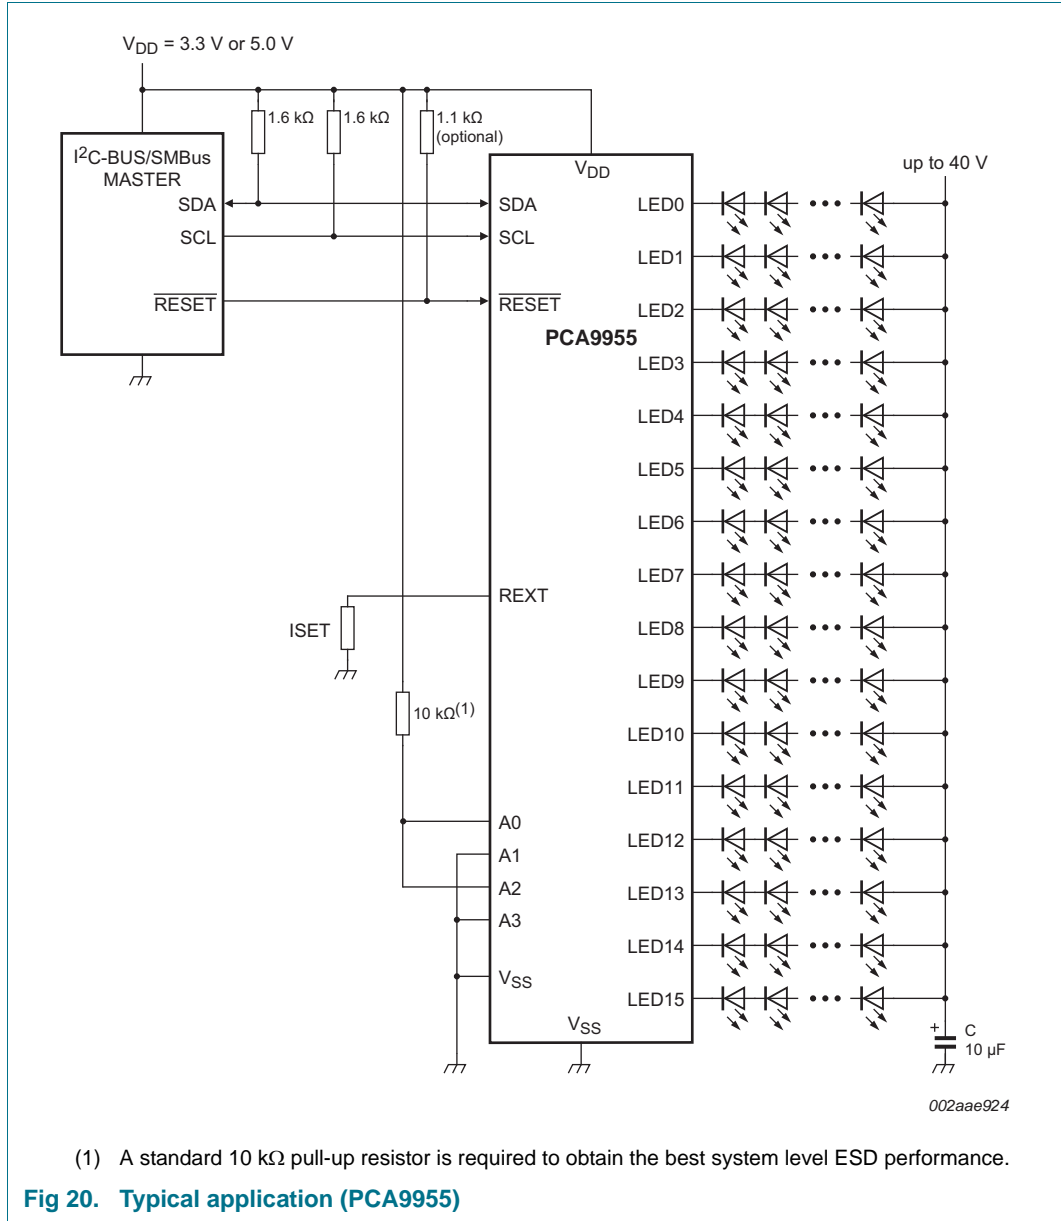 V_DD = 3.3 V or 5.0 V
1.6 kΩ
1.6 kΩ
1.1 kΩ
(optional)
I²C-BUS/SMBus
MASTER
SDA
SCL
RESET
V_DD
SDA
SCL
RESET
PCA9955
REXT
ISET
10 kΩ(1)
A0
A1
A2
A3
V_SS
V_SS
up to 40 V
LED0
LED1
LED2
LED3
LED4
LED5
LED6
LED7
LED8
LED9
LED10
LED11
LED12
LED13
LED14
LED15
+ C
10 µF
002aae924
(1) A standard 10 kΩ pull-up resistor is required to obtain the best system level ESD performance.
Fig 20. Typical application (PCA9955)